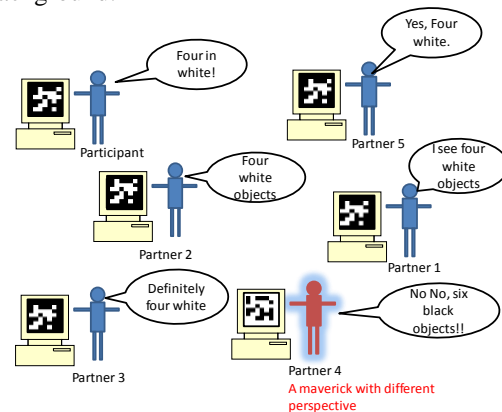 Four in
white!
Participant
Yes, Four
white.
Partner 5
Four
white
objects
Partner 2
I see four
white
objects
Partner 1
Definitely
four white
Partner 3
No No, six
black
objects!!
Partner 4
A maverick with different
perspective